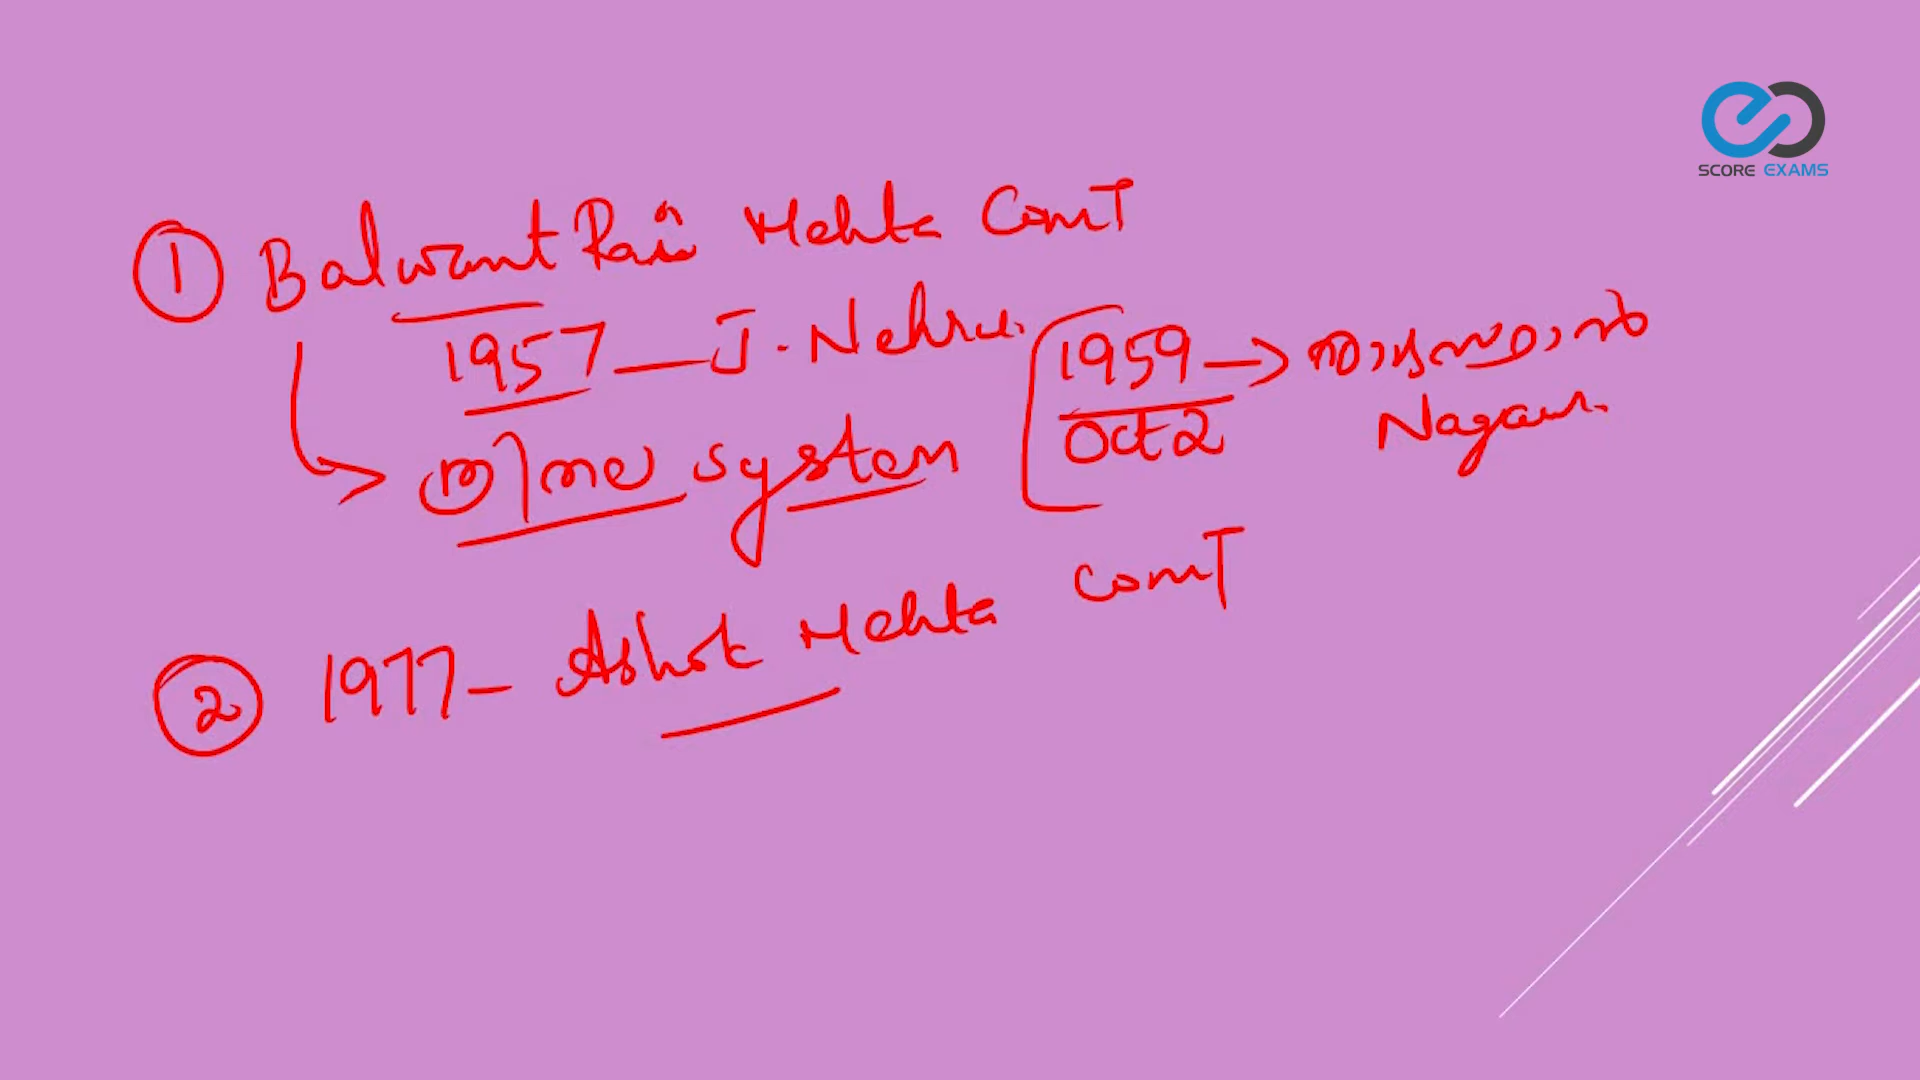 SCORE EXAMS
① Balwant Rai Mehta Comt
1957 — J. Nehru.
1959 → രാജസ്ഥാൻ
Oct 2
Nagaur.
→ ത്രിതല system
② 1977 - Ashok Mehta comT